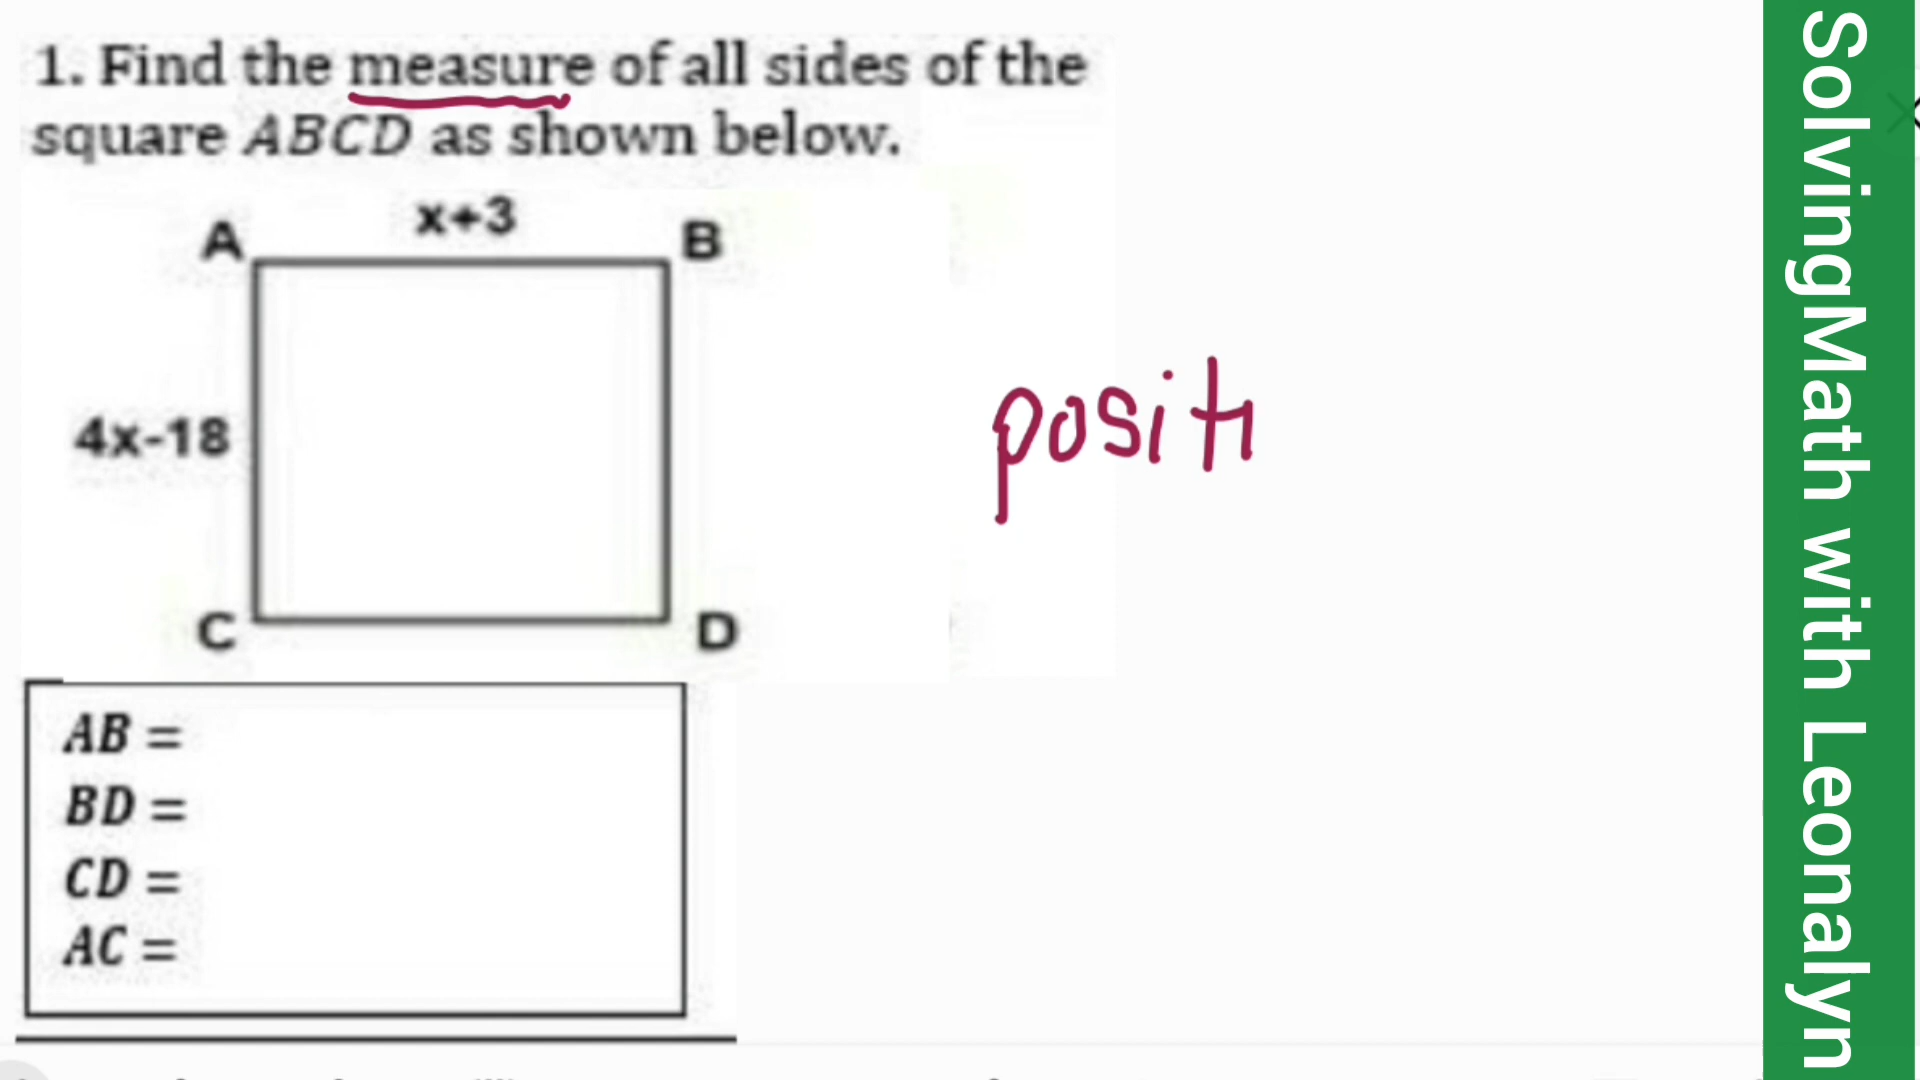 1. Find the measure of all sides of the
square ABCD as shown below.
x+3
A
B
4x-18
positi
C
D
AB =
BD =
CD =
AC =
SolvingMath with Leonalyn